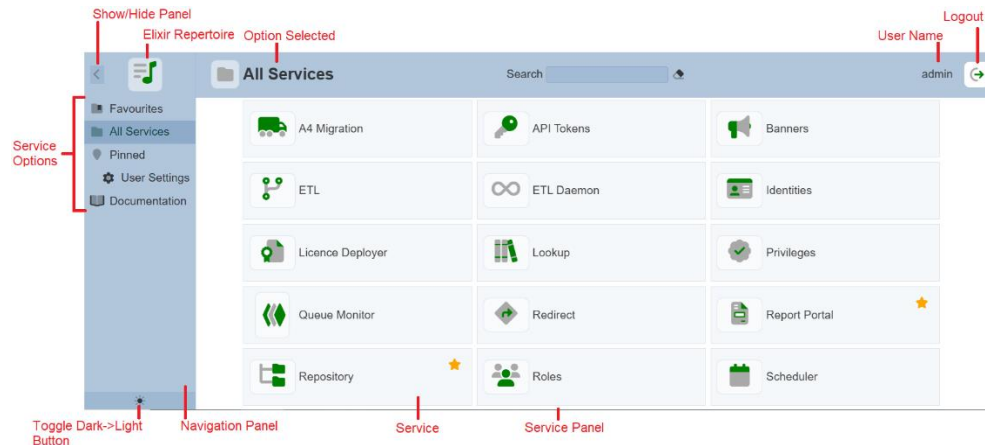 Show/Hide Panel
Logout
Elixir Repertoire
Option Selected
User Name
All Services
Search
admin
Favourites
All Services
Pinned
User Settings
Documentation
Service
Options
A4 Migration
API Tokens
Banners
ETL
ETL Daemon
Identities
Licence Deployer
Lookup
Privileges
Queue Monitor
Redirect
Report Portal
Repository
Roles
Scheduler
Toggle Dark->Light
Button
Navigation Panel
Service
Service Panel